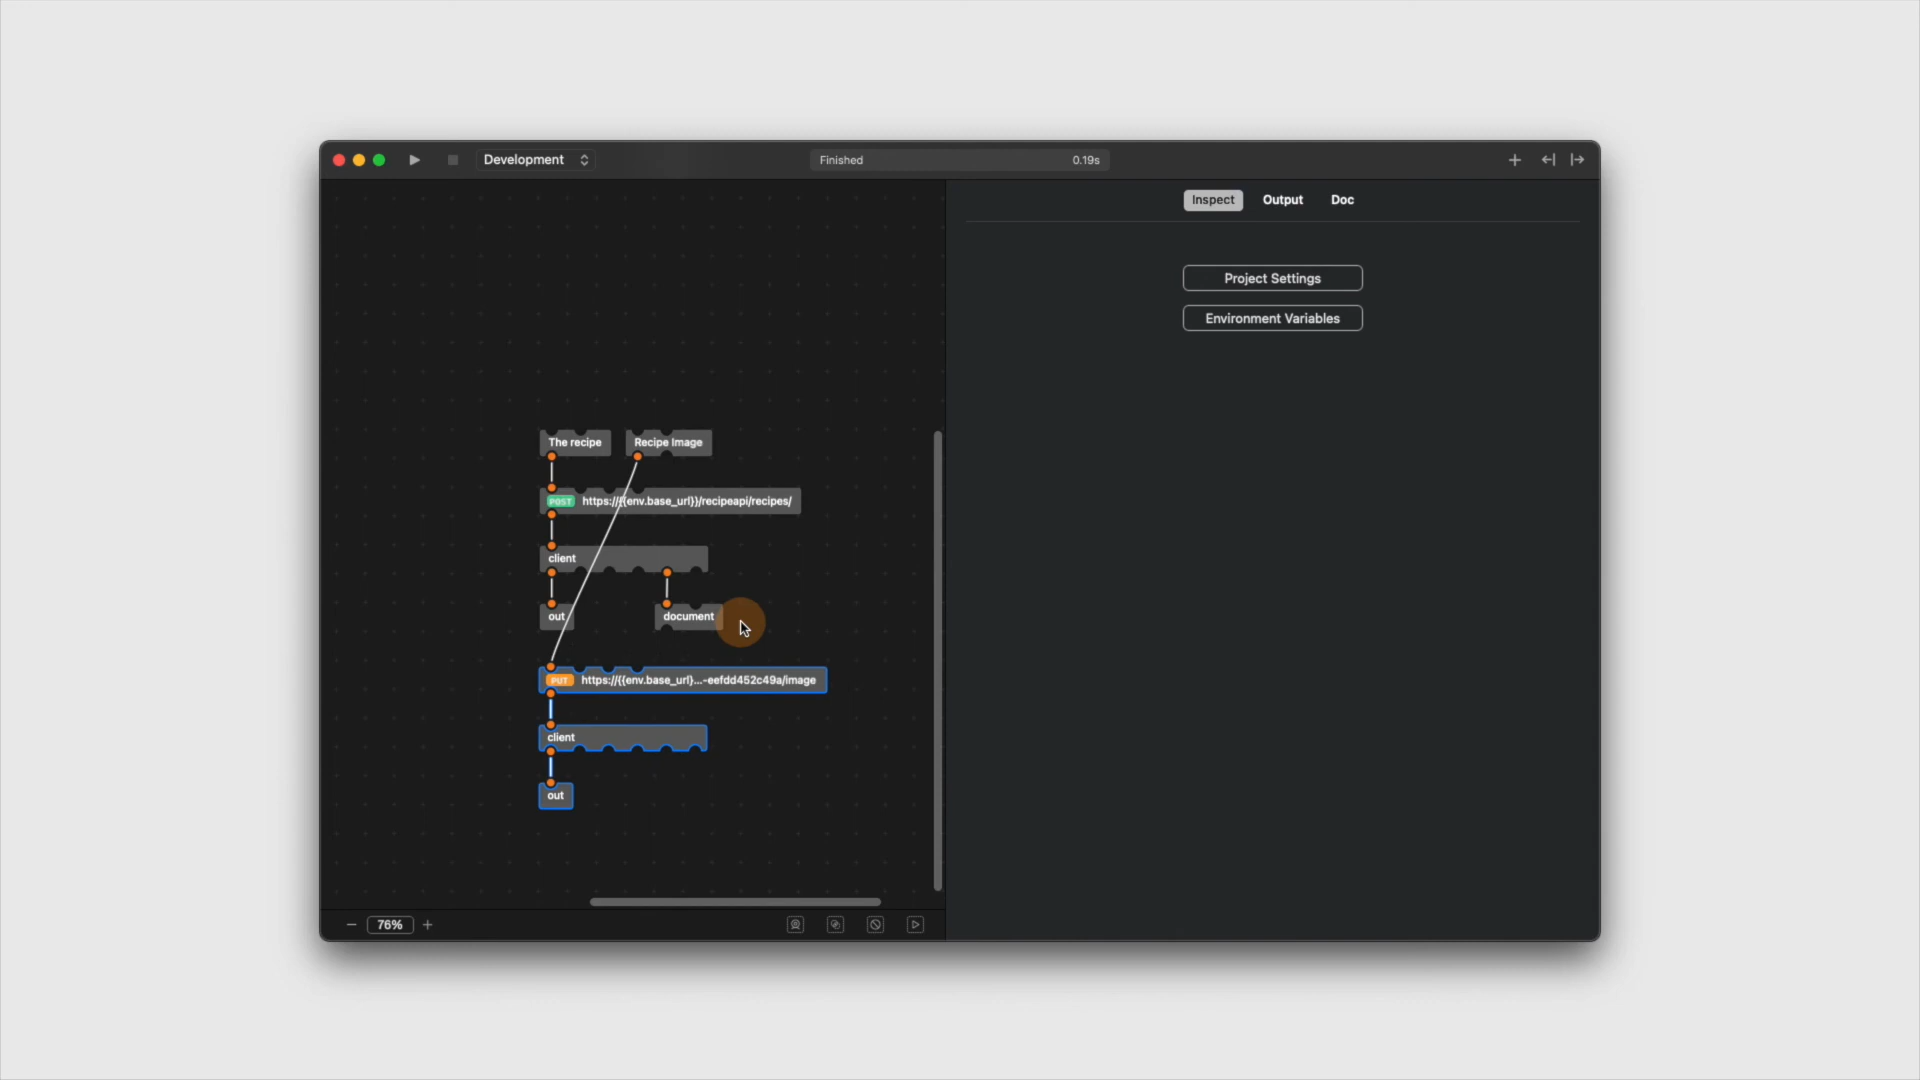 Development
Finished 0.19s
Inspect Output Doc
Project Settings
Environment Variables
The recipe Recipe Image
POST https://{{env.base_url}}/recipeapi/recipes/
client
out document
PUT https://{{env.base_url}...-eefdd452c49a/image
client
out
76%